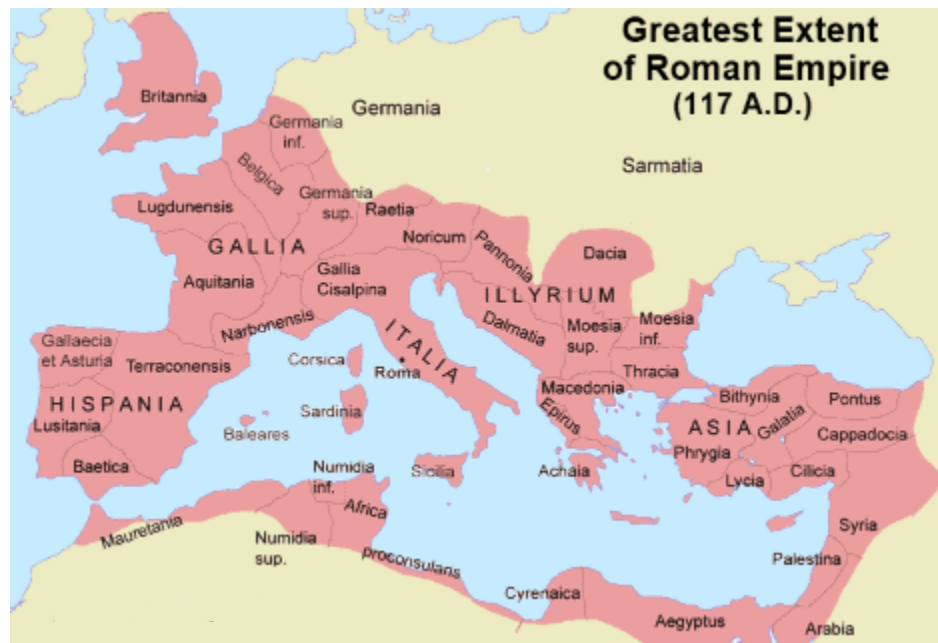 Greatest Extent
of Roman Empire
(117 A.D.)
Britannia
Germania
Sarmatia
Germania
inf.
Belgica
Germania
sup.
Lugdunensis
Raetia
Noricum
Pannonia
Dacia
GALLIA
Aquitania
Gallia
Cisalpina
ILLYRIUM
Dalmatia
Moesia
sup.
Moesia
inf.
Narbonensis
ITALIA
Thracia
Gallaecia
et Asturia
Terraconensis
Corsica
Roma
Macedonia
Epirus
Bithynia
Galatia
Pontus
HISPANIA
Lusitania
Sardinia
Baleares
ASIA
Cappadocia
Phrygia
Baetica
Numidia
inf.
Sicilia
Achaia
Lycia
Cilicia
Africa
Mauretania
Numidia
sup.
proconsularis
Syria
Palestina
Cyrenaica
Aegyptus
Arabia